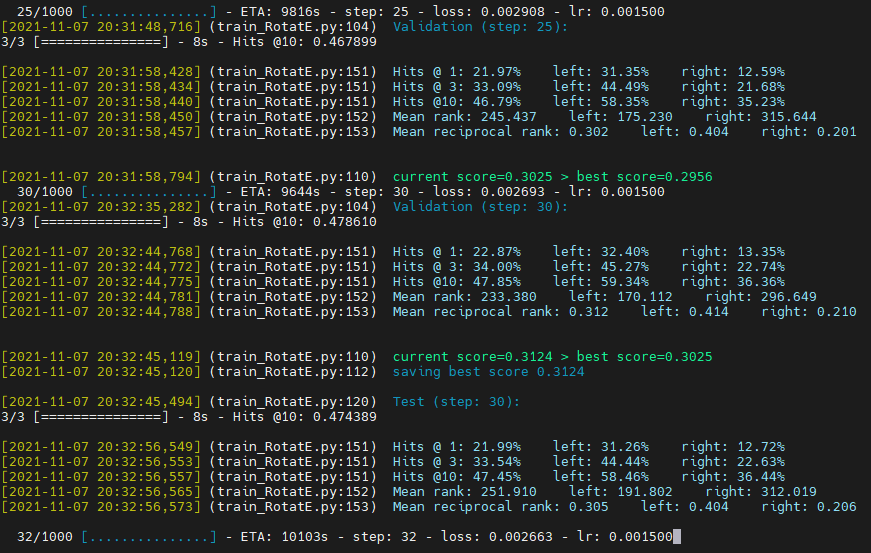 25/1000 [...............] - ETA: 9816s - step: 25 - loss: 0.002908 - lr: 0.001500
[2021-11-07 20:31:48,716] (train_RotatE.py:104)  Validation (step: 25):
3/3 [===============] - 8s - Hits @10: 0.467899
[2021-11-07 20:31:58,428] (train_RotatE.py:151)  Hits @ 1: 21.97%    left: 31.35%    right: 12.59%
[2021-11-07 20:31:58,434] (train_RotatE.py:151)  Hits @ 3: 33.09%    left: 44.49%    right: 21.68%
[2021-11-07 20:31:58,440] (train_RotatE.py:151)  Hits @10: 46.79%    left: 58.35%    right: 35.23%
[2021-11-07 20:31:58,450] (train_RotatE.py:152)  Mean rank: 245.437    left: 175.230    right: 315.644
[2021-11-07 20:31:58,457] (train_RotatE.py:153)  Mean reciprocal rank: 0.302    left: 0.404    right: 0.201
[2021-11-07 20:31:58,794] (train_RotatE.py:110)  current score=0.3025 > best score=0.2956
30/1000 [...............] - ETA: 9644s - step: 30 - loss: 0.002693 - lr: 0.001500
[2021-11-07 20:32:35,282] (train_RotatE.py:104)  Validation (step: 30):
3/3 [===============] - 8s - Hits @10: 0.478610
[2021-11-07 20:32:44,768] (train_RotatE.py:151)  Hits @ 1: 22.87%    left: 32.40%    right: 13.35%
[2021-11-07 20:32:44,772] (train_RotatE.py:151)  Hits @ 3: 34.00%    left: 45.27%    right: 22.74%
[2021-11-07 20:32:44,775] (train_RotatE.py:151)  Hits @10: 47.85%    left: 59.34%    right: 36.36%
[2021-11-07 20:32:44,781] (train_RotatE.py:152)  Mean rank: 233.380    left: 170.112    right: 296.649
[2021-11-07 20:32:44,788] (train_RotatE.py:153)  Mean reciprocal rank: 0.312    left: 0.414    right: 0.210
[2021-11-07 20:32:45,119] (train_RotatE.py:110)  current score=0.3124 > best score=0.3025
[2021-11-07 20:32:45,120] (train_RotatE.py:112)  saving best score 0.3124
[2021-11-07 20:32:45,494] (train_RotatE.py:120)  Test (step: 30):
3/3 [===============] - 8s - Hits @10: 0.474389
[2021-11-07 20:32:56,549] (train_RotatE.py:151)  Hits @ 1: 21.99%    left: 31.26%    right: 12.72%
[2021-11-07 20:32:56,553] (train_RotatE.py:151)  Hits @ 3: 33.54%    left: 44.44%    right: 22.63%
[2021-11-07 20:32:56,557] (train_RotatE.py:151)  Hits @10: 47.45%    left: 58.46%    right: 36.44%
[2021-11-07 20:32:56,565] (train_RotatE.py:152)  Mean rank: 251.910    left: 191.802    right: 312.019
[2021-11-07 20:32:56,573] (train_RotatE.py:153)  Mean reciprocal rank: 0.305    left: 0.404    right: 0.206
32/1000 [...............] - ETA: 10103s - step: 32 - loss: 0.002663 - lr: 0.001500